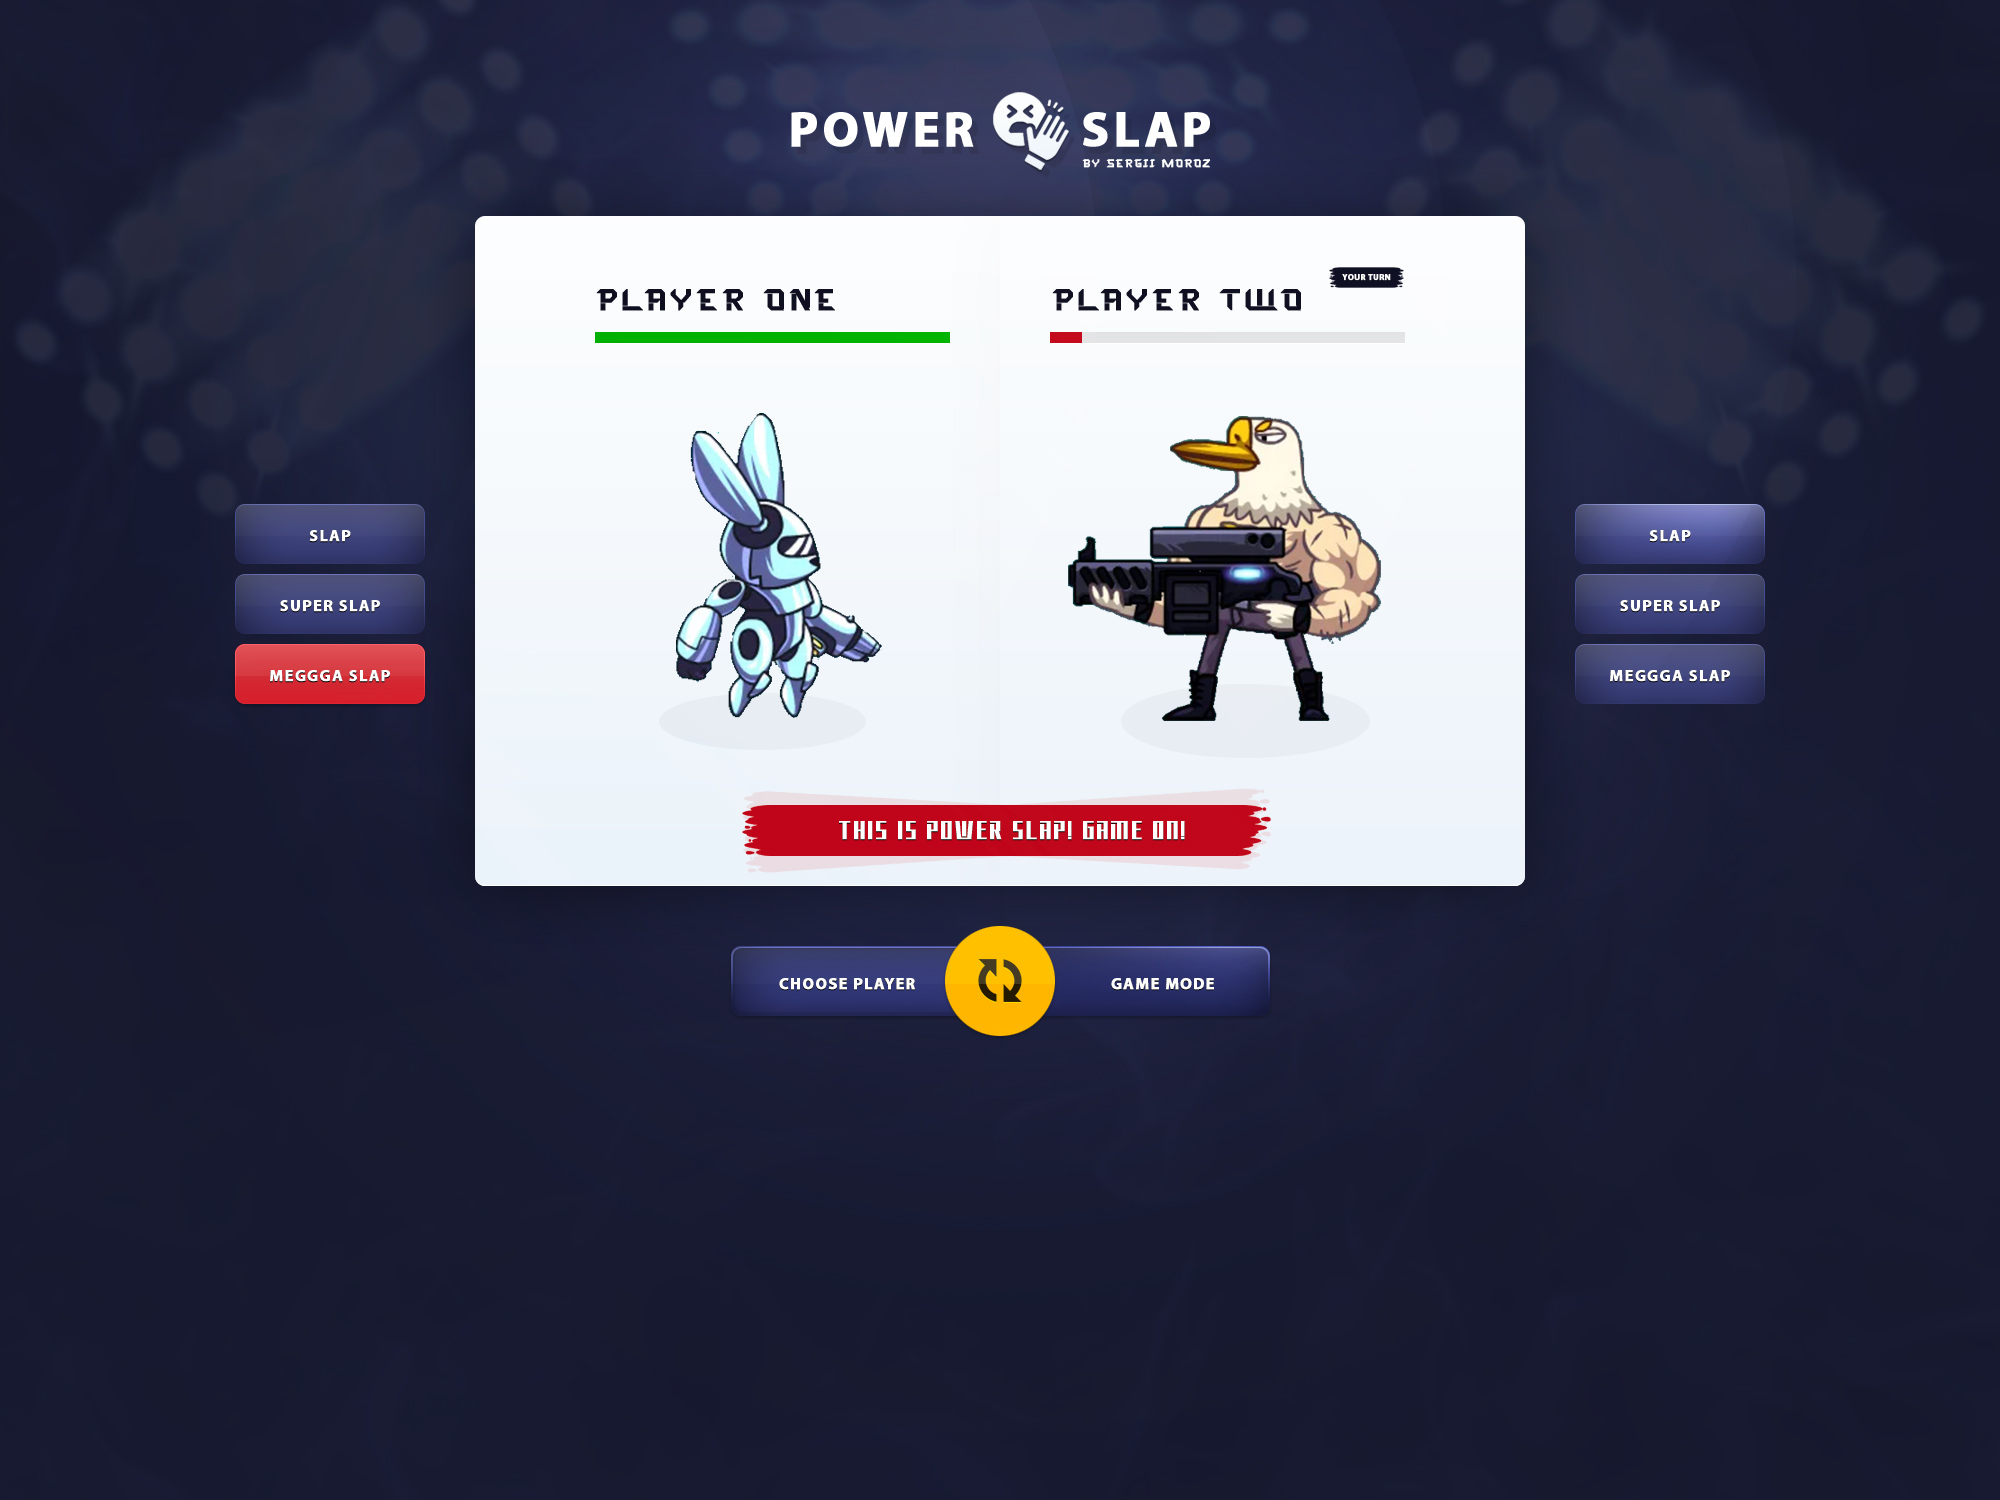 POWER SLAP
BY SERGII MOROZ
YOUR TURN
PLAYER ONE
PLAYER TWO
SLAP
SUPER SLAP
MEGGGA SLAP
SLAP
SUPER SLAP
MEGGGA SLAP
THIS IS POWER SLAP! GAME ON!
CHOOSE PLAYER
GAME MODE